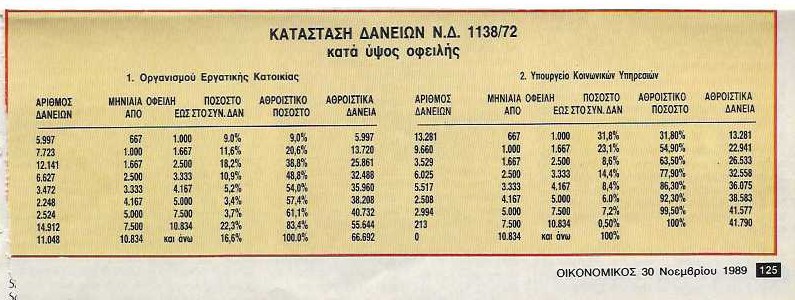 ΚΑΤΑΣΤΑΣΗ ΔΑΝΕΙΩΝ Ν.Δ. 1138/72
κατά ύψος οφειλής
1. Οργανισμού Εργατικής Κατοικίας 2. Υπουργείο Κοινωνικών Υπηρεσιών
ΑΡΙΘΜΟΣ ΜΗΝΙΑΙΑ ΟΦΕΙΛΗ ΠΟΣΟΣΤΟ ΑΘΡΟΙΣΤΙΚΟ ΑΘΡΟΙΣΤΙΚΑ ΑΡΙΘΜΟΣ ΜΗΝΙΑΙΑ ΟΦΕΙΛΗ ΠΟΣΟΣΤΟ ΑΘΡΟΙΣΤΙΚΟ ΑΘΡΟΙΣΤΙΚΑ
ΔΑΝΕΙΩΝ ΑΠΟ ΕΩΣ ΣΤΟ ΣΥΝ. ΔΑΝ ΠΟΣΟΣΤΟ ΔΑΝΕΙΑ ΔΑΝΕΙΩΝ ΑΠΟ ΕΩΣ ΣΤΟ ΣΥΝ. ΔΑΝ ΠΟΣΟΣΤΟ ΔΑΝΕΙΑ
5.997 667 1.000 9.0% 9,0% 5.997 13.281 667 1.000 31,8% 31,80% 13.281
7.723 1.000 1.667 11,6% 20,6% 13.720 9.660 1.000 1.667 23,1% 54,90% 22.941
12.141 1.667 2.500 18,2% 38,8% 25.861 3.529 1.667 2.500 8,6% 63,50% 26.533
6.627 2.500 3.333 10,9% 48,8% 32.488 6.025 2.500 3.333 14,4% 77,90% 32.558
3.472 3.333 4.167 5,2% 54,0% 35.960 5.517 3.333 4.167 8,4% 86,30% 36.075
2.248 4.167 5.000 3,4% 57,4% 38.208 2.508 4.167 5.000 6.0% 92,30% 38.583
2.524 5.000 7.500 3,7% 61,1% 40.732 2.994 5.000 7.500 7,2% 99,50% 41.577
14.912 7.500 10.834 22,3% 83,4% 55.644 213 7.500 10.834 0,50% 100% 41.790
11.048 10.834 και άνω 16,6% 100.0% 66.692 0 10.834 και άνω 100%
ΟΙΚΟΝΟΜΙΚΟΣ 30 Νοεμβρίου 1989 125